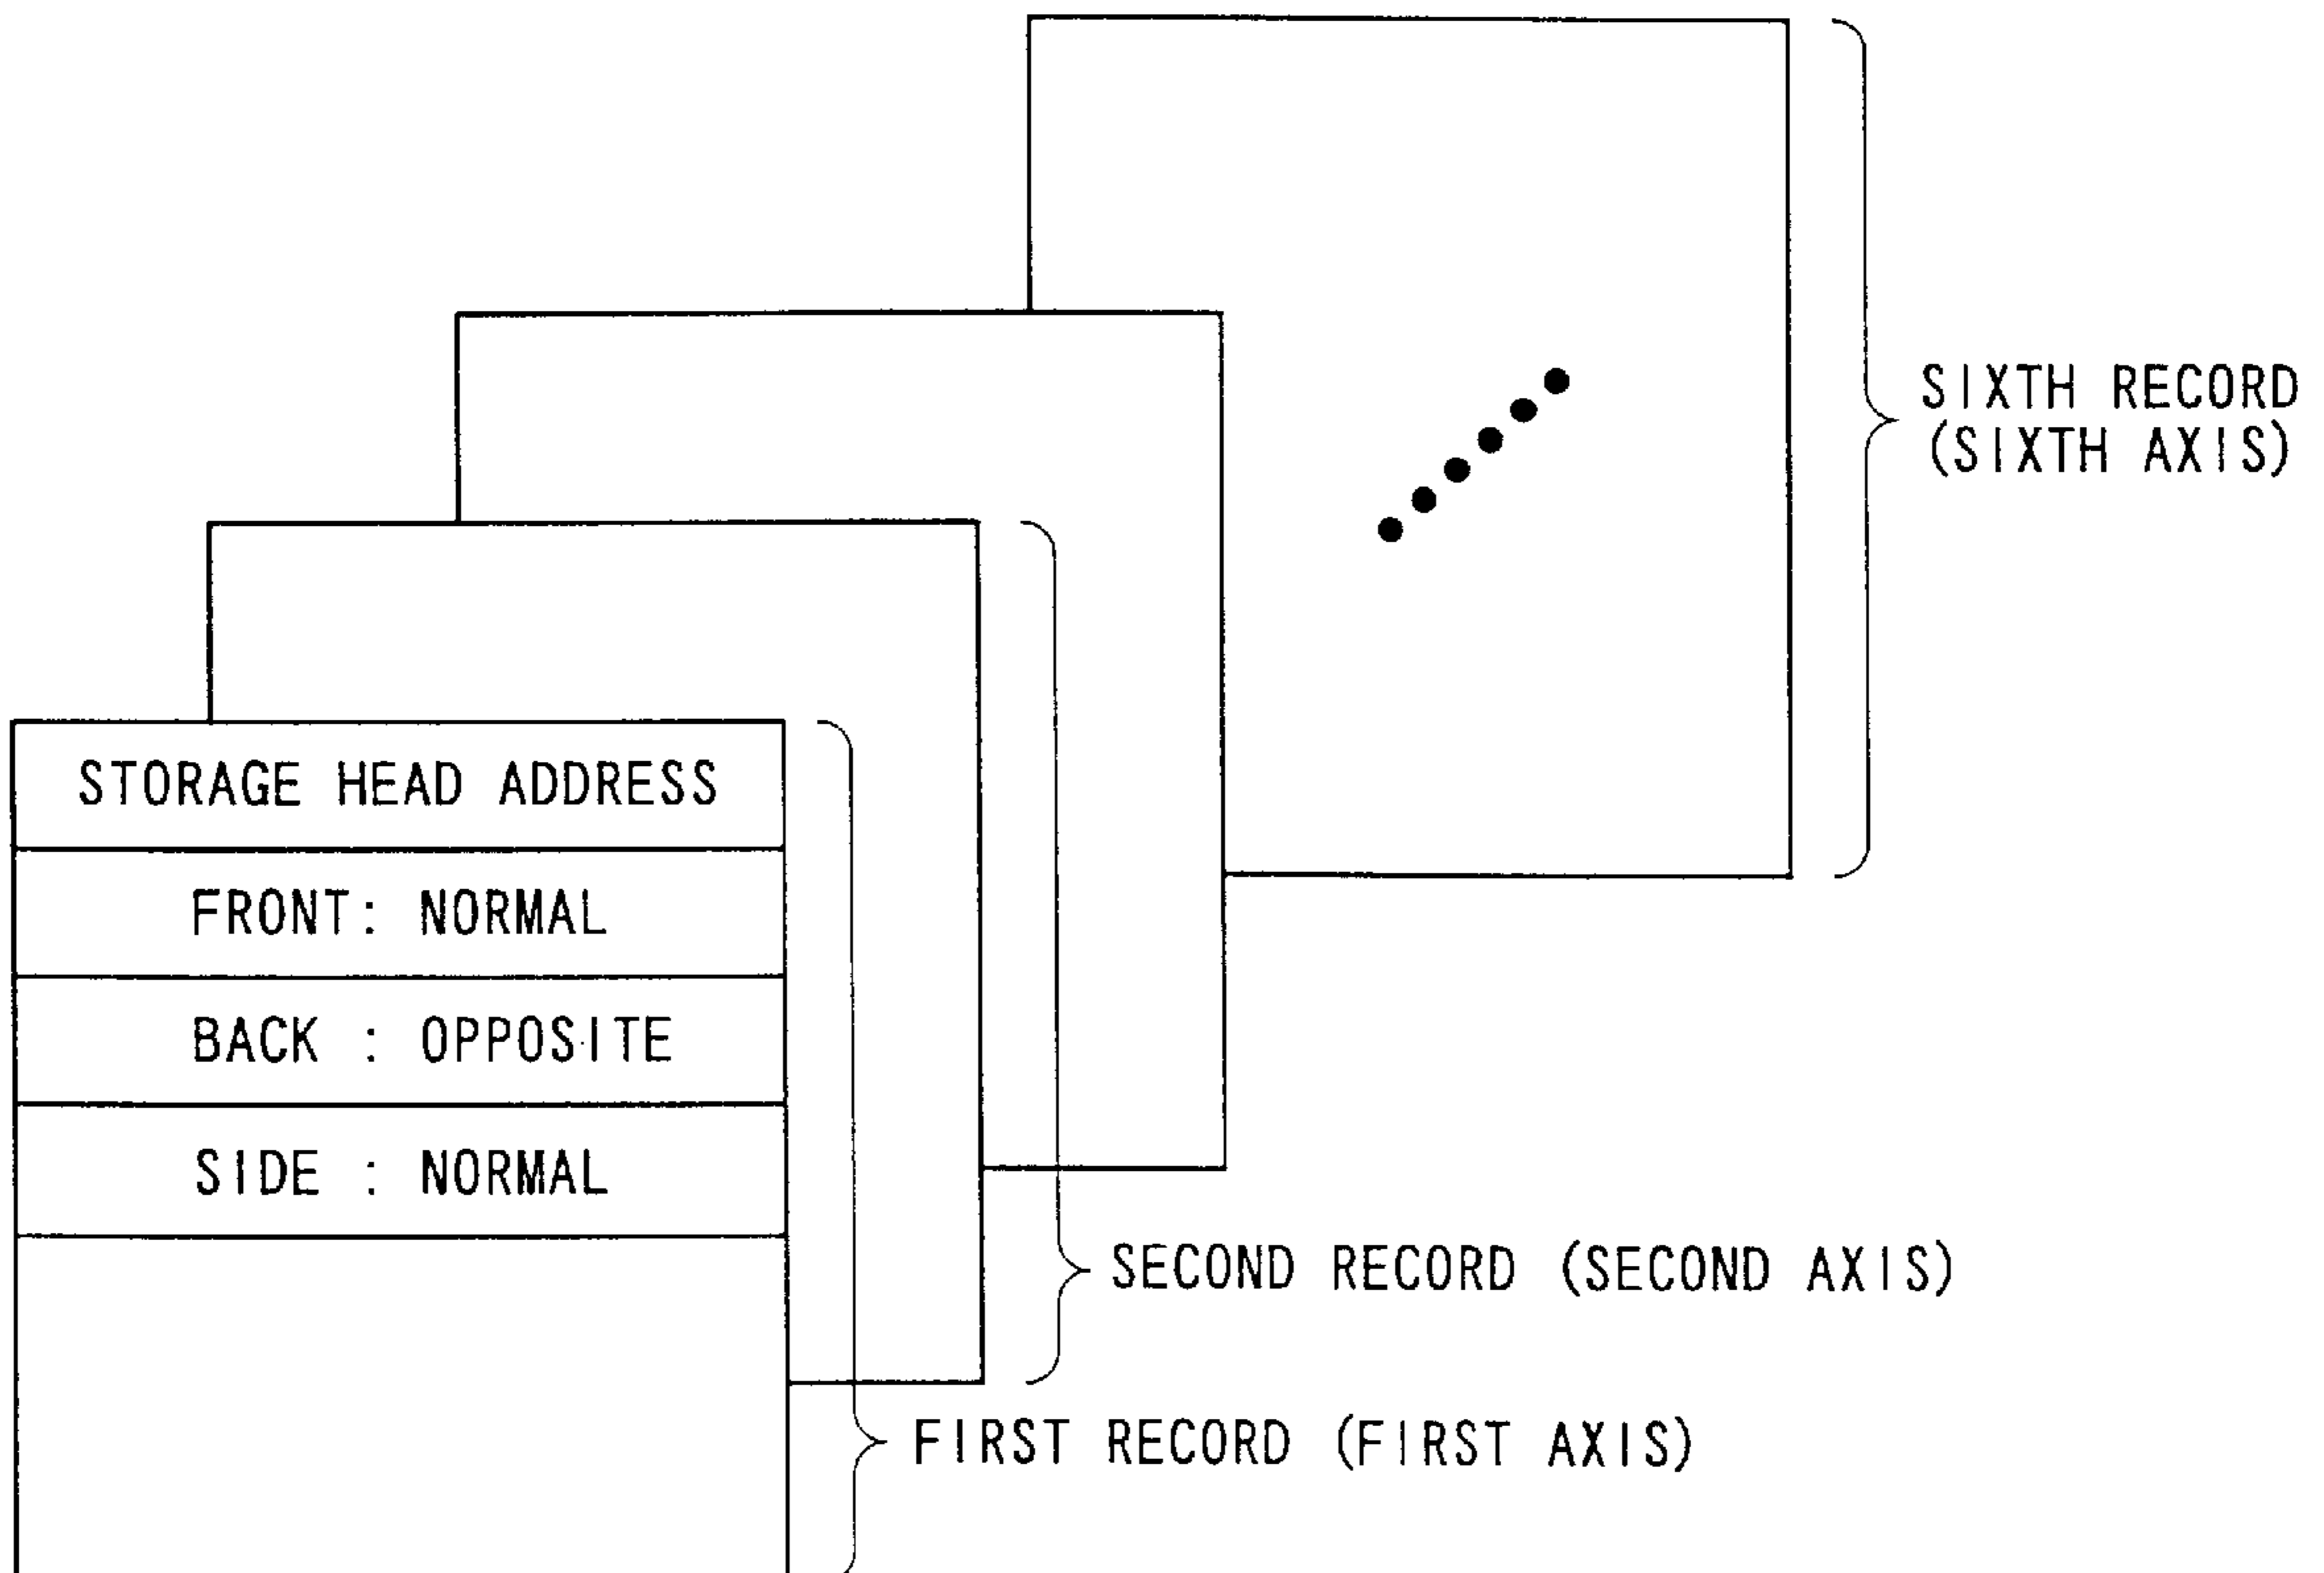 SIXTH RECORD
(SIXTH AXIS)
STORAGE HEAD ADDRESS
FRONT: NORMAL
BACK : OPPOSITE
SIDE : NORMAL
SECOND RECORD (SECOND AXIS)
FIRST RECORD (FIRST AXIS)